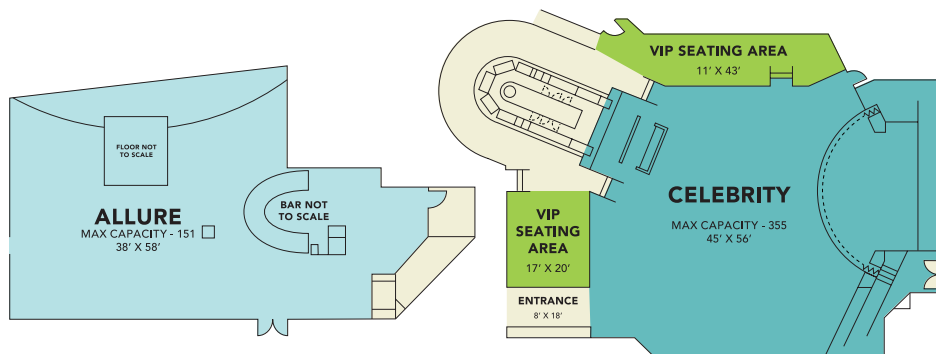 FLOOR NOT
TO SCALE
ALLURE
MAX CAPACITY - 151
38’ X 58’
BAR NOT
TO SCALE
VIP SEATING AREA
11’ X 43’
VIP
SEATING
AREA
17’ X 20’
ENTRANCE
8’ X 18’
CELEBRITY
MAX CAPACITY - 355
45’ X 56’